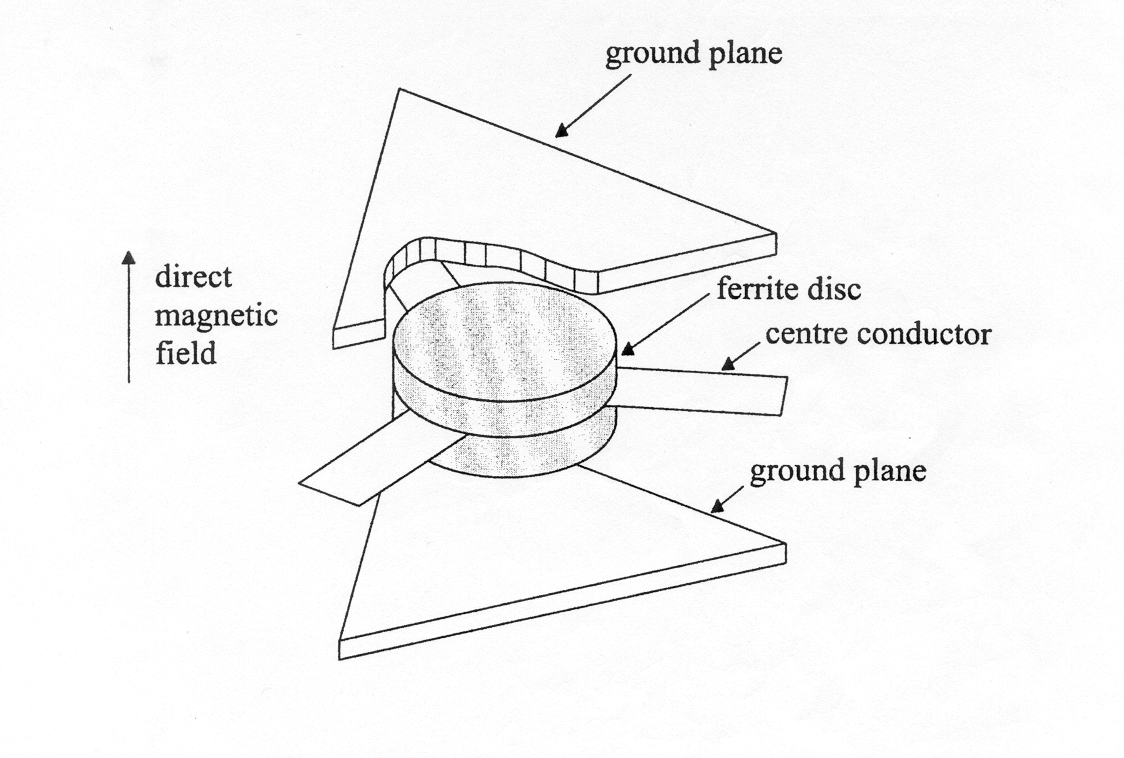 ground plane
direct
magnetic
field
ferrite disc
centre conductor
ground plane